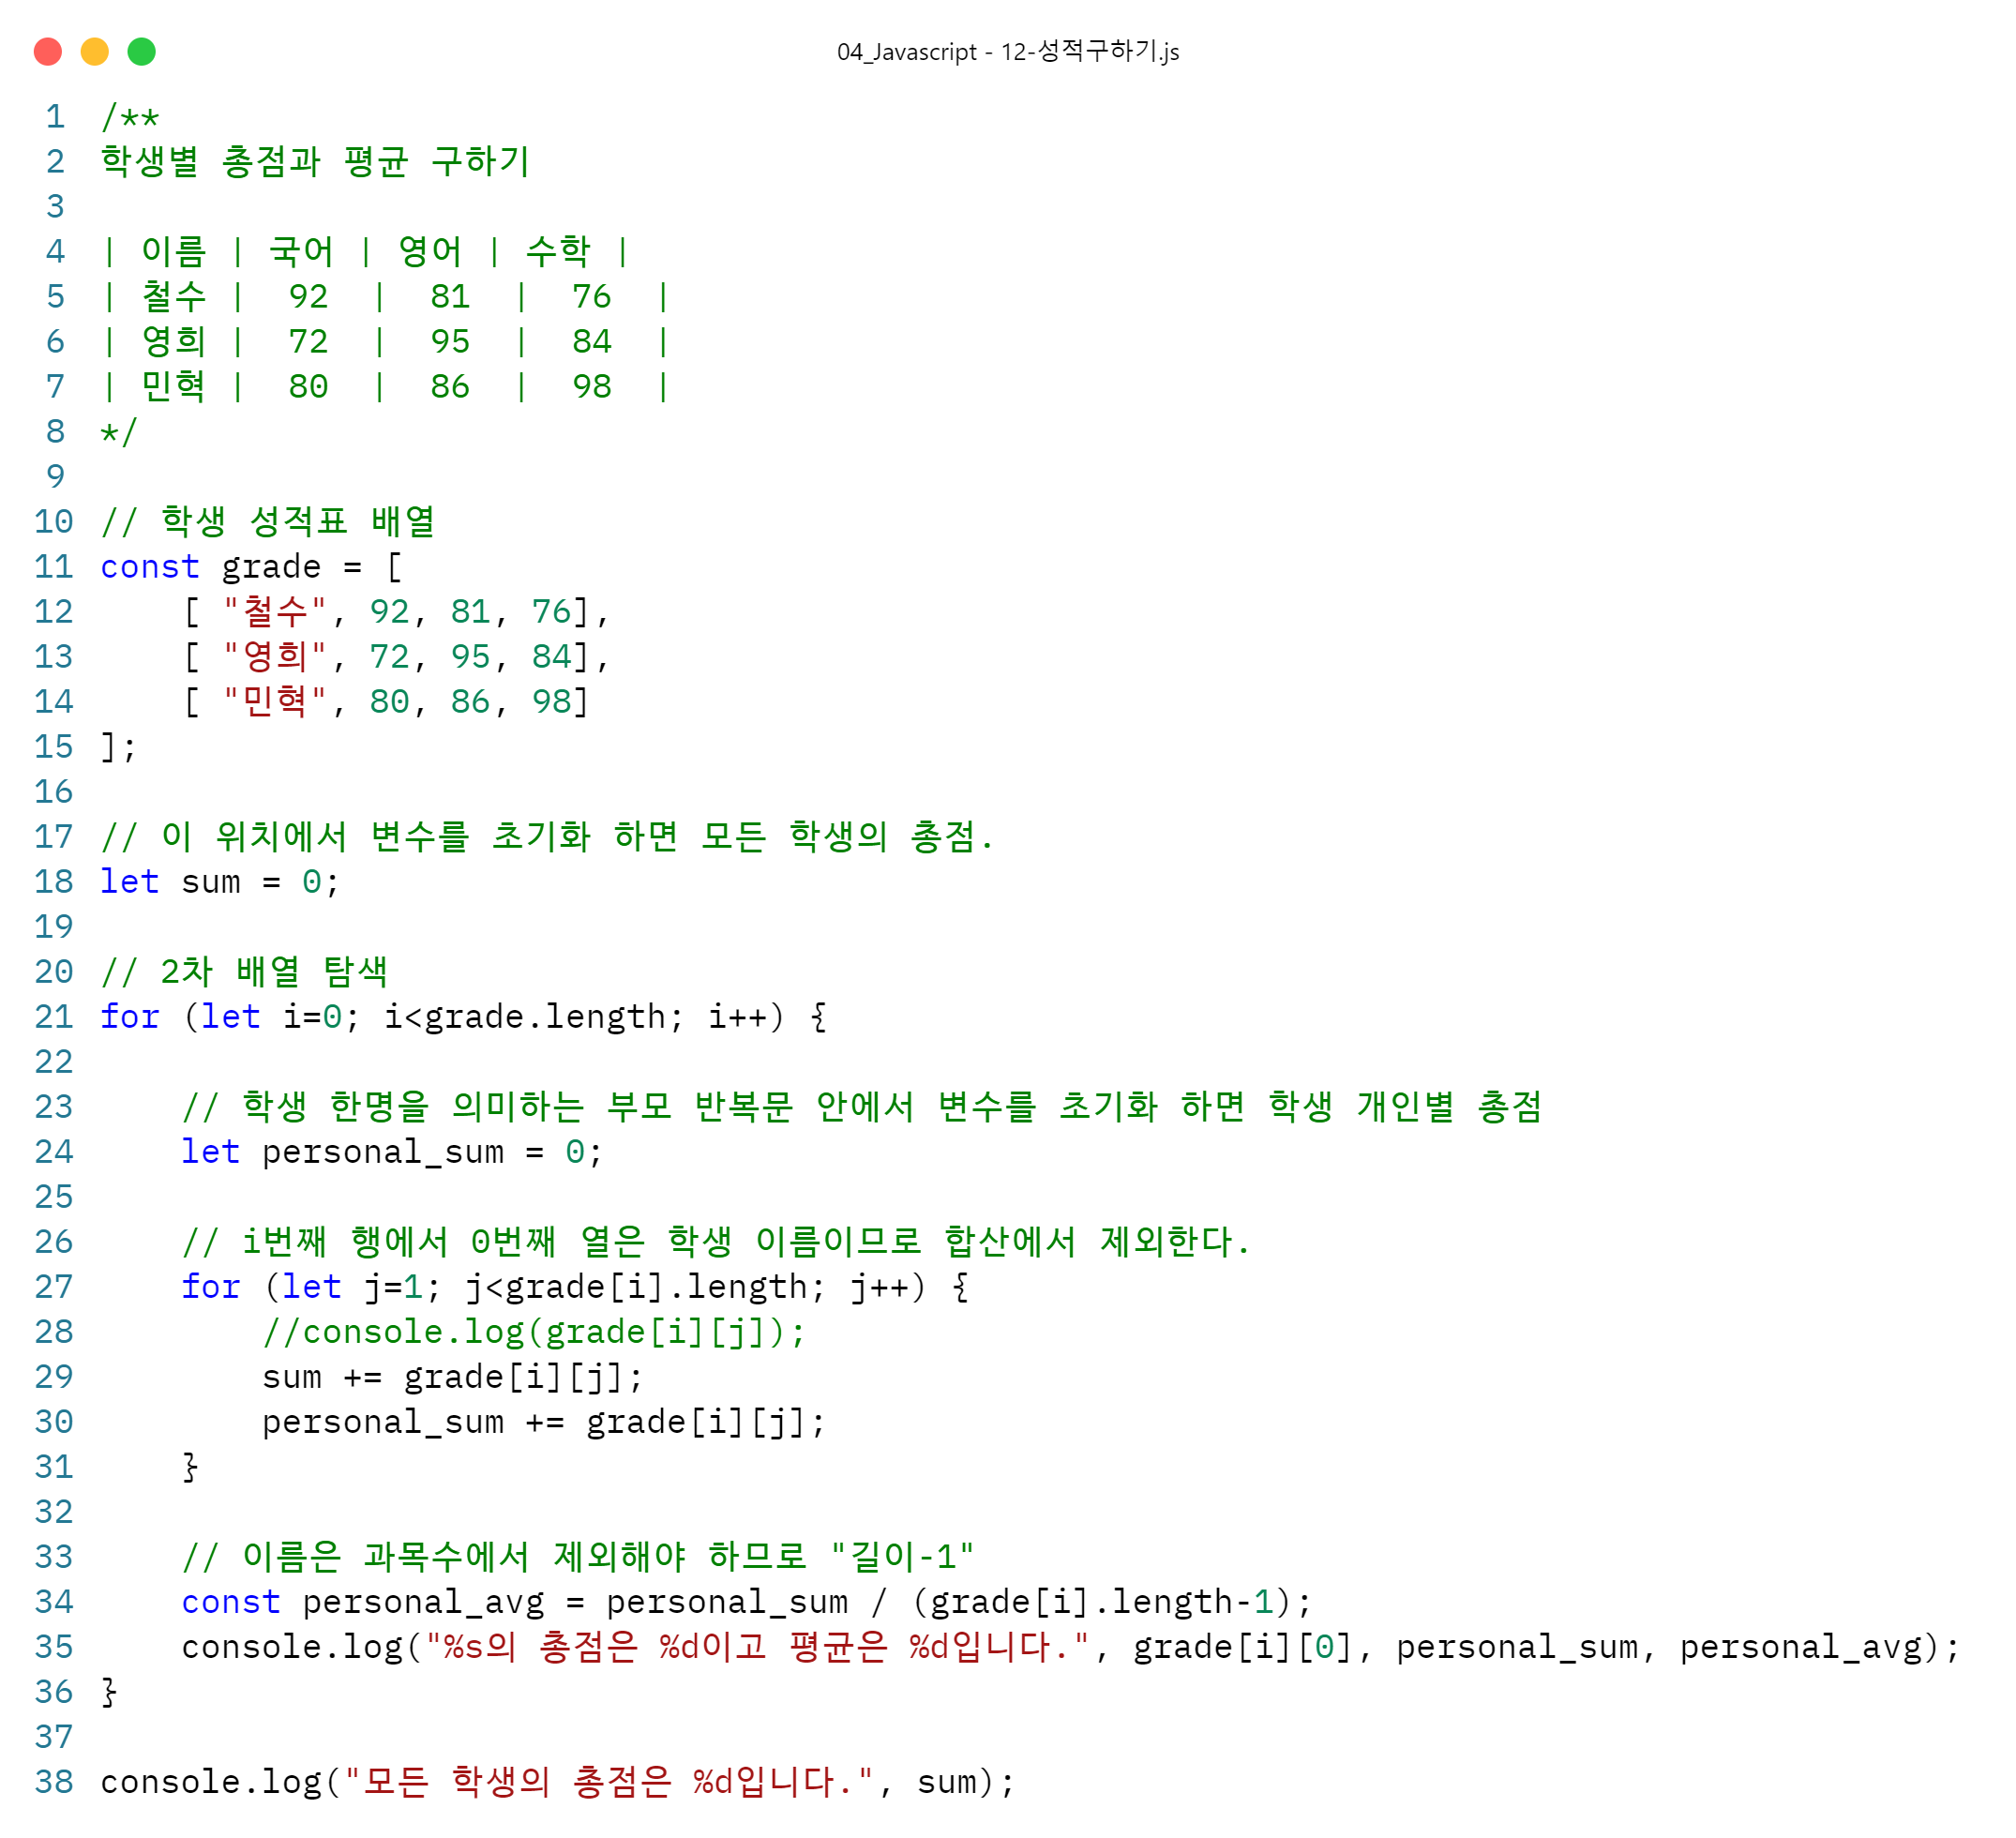 04_Javascript - 12-성적구하기.js
1 /**
2 학생별 총점과 평균 구하기
3
4 | 이름 | 국어 | 영어 | 수학 |
5 | 철수 |  92  |  81  |  76  |
6 | 영희 |  72  |  95  |  84  |
7 | 민혁 |  80  |  86  |  98  |
8 */
9
10 // 학생 성적표 배열
11 const grade = [
12     [ "철수", 92, 81, 76],
13     [ "영희", 72, 95, 84],
14     [ "민혁", 80, 86, 98]
15 ];
16
17 // 이 위치에서 변수를 초기화 하면 모든 학생의 총점.
18 let sum = 0;
19
20 // 2차 배열 탐색
21 for (let i=0; i<grade.length; i++) {
22
23     // 학생 한명을 의미하는 부모 반복문 안에서 변수를 초기화 하면 학생 개인별 총점
24     let personal_sum = 0;
25
26     // i번째 행에서 0번째 열은 학생 이름이므로 합산에서 제외한다.
27     for (let j=1; j<grade[i].length; j++) {
28         //console.log(grade[i][j]);
29         sum += grade[i][j];
30         personal_sum += grade[i][j];
31     }
32
33     // 이름은 과목수에서 제외해야 하므로 "길이-1"
34     const personal_avg = personal_sum / (grade[i].length-1);
35     console.log("%s의 총점은 %d이고 평균은 %d입니다.", grade[i][0], personal_sum, personal_avg);
36 }
37
38 console.log("모든 학생의 총점은 %d입니다.", sum);